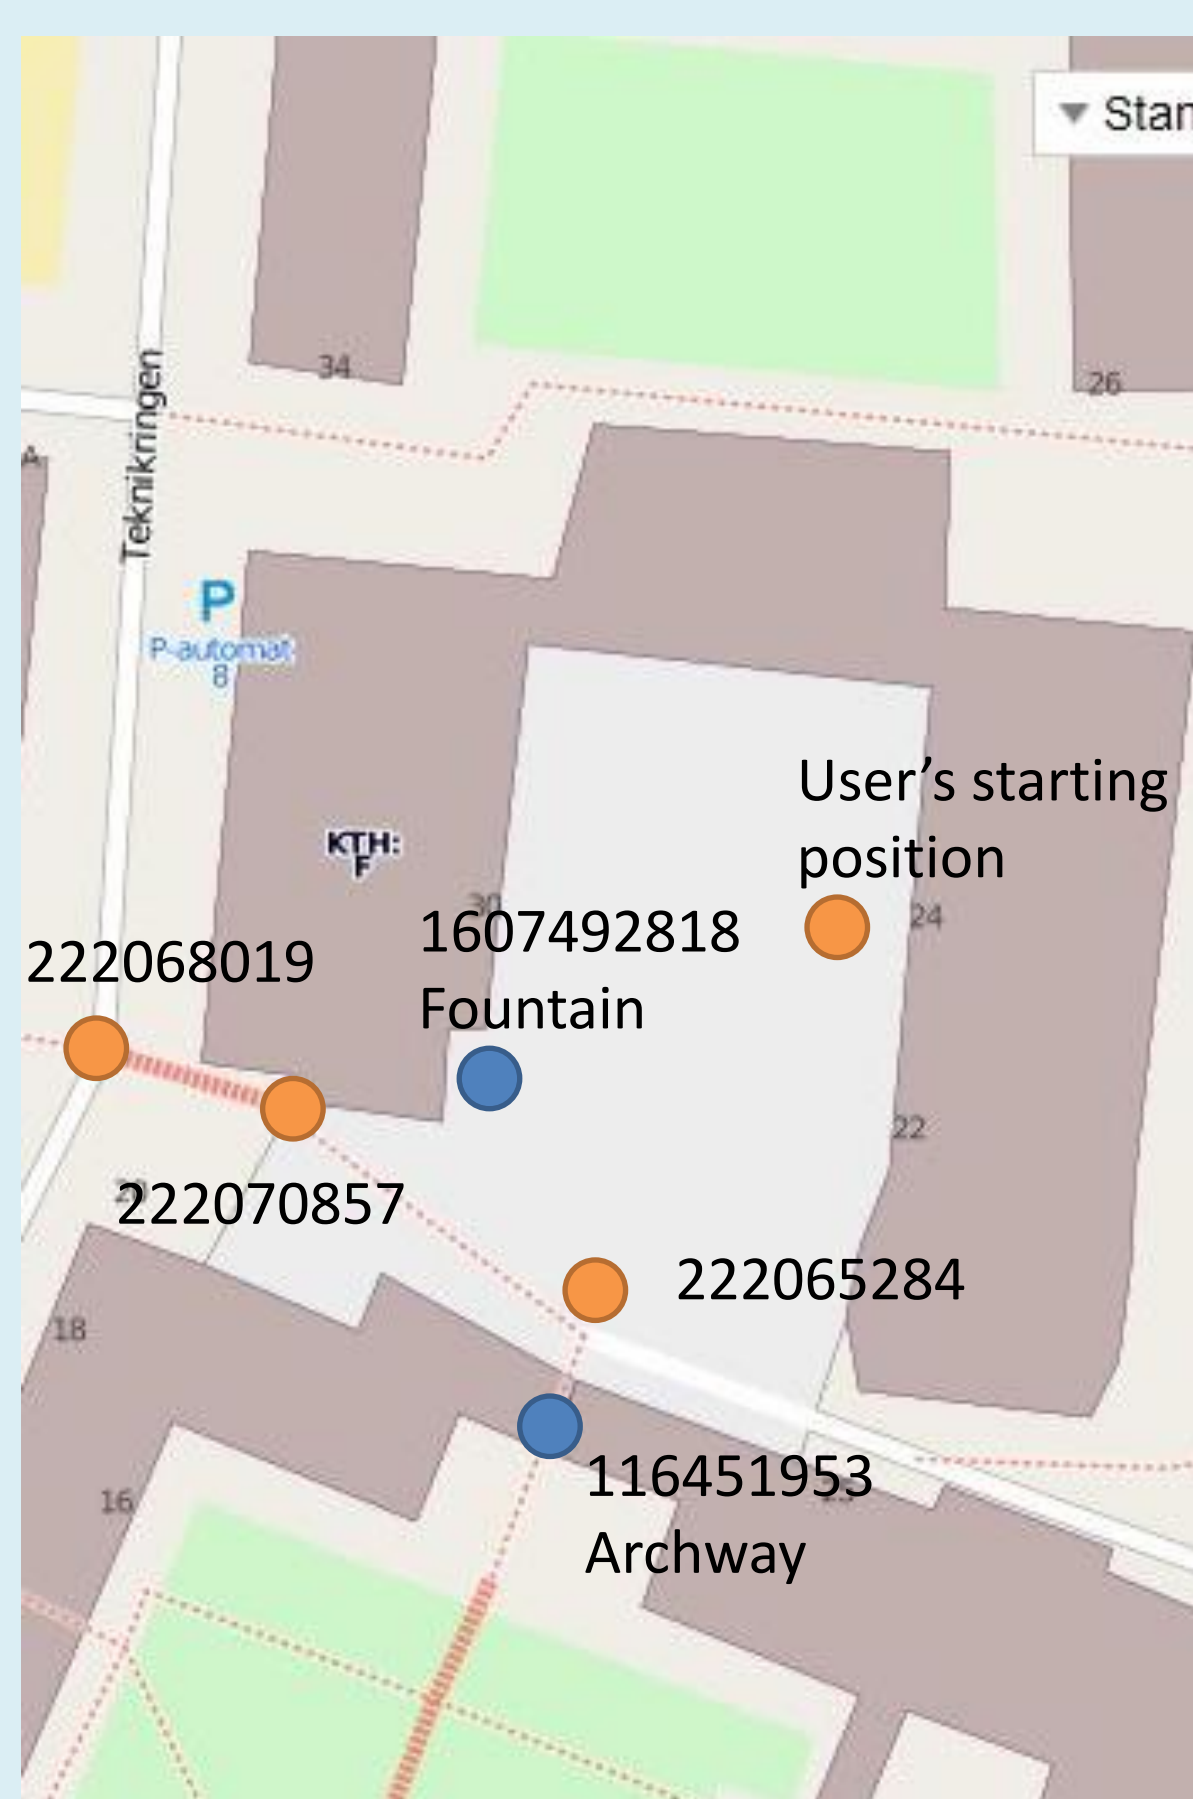 Stan
34
26
A
Teknikringen
P
P-automat
8
User's starting
position
KTH:
F
30
24
1607492818
Fountain
222068019
22
222070857
222065284
18
116451953
Archway
16